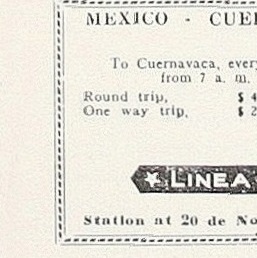 MEXICO - CUE
To Cuernavaca, ever
from 7 a. m.
Round trip, $ 4
One way trip, $ 2
LINEA
Station at 20 de No